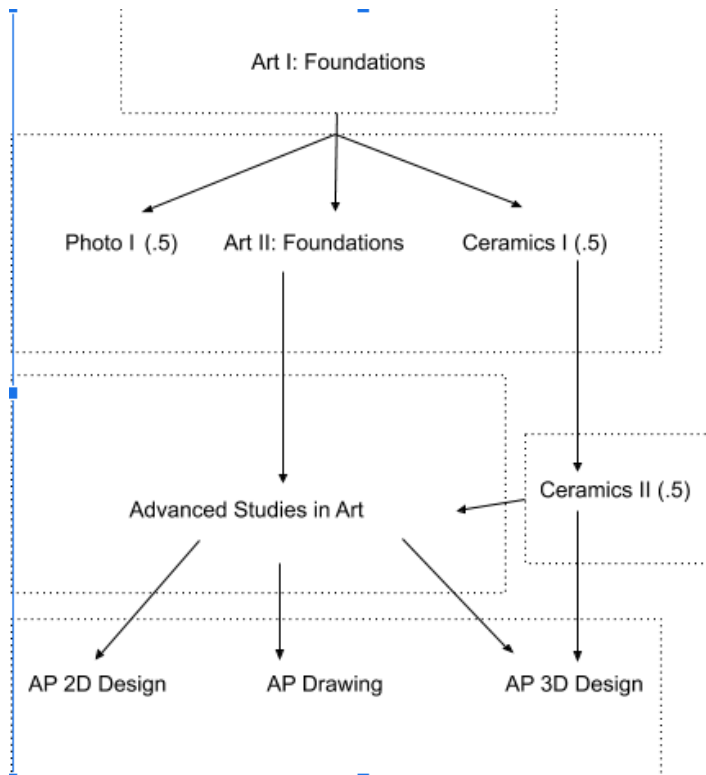 Art I: Foundations
Photo I (.5)
Art II: Foundations
Ceramics I (.5)
Ceramics II (.5)
Advanced Studies in Art
AP 2D Design
AP Drawing
AP 3D Design